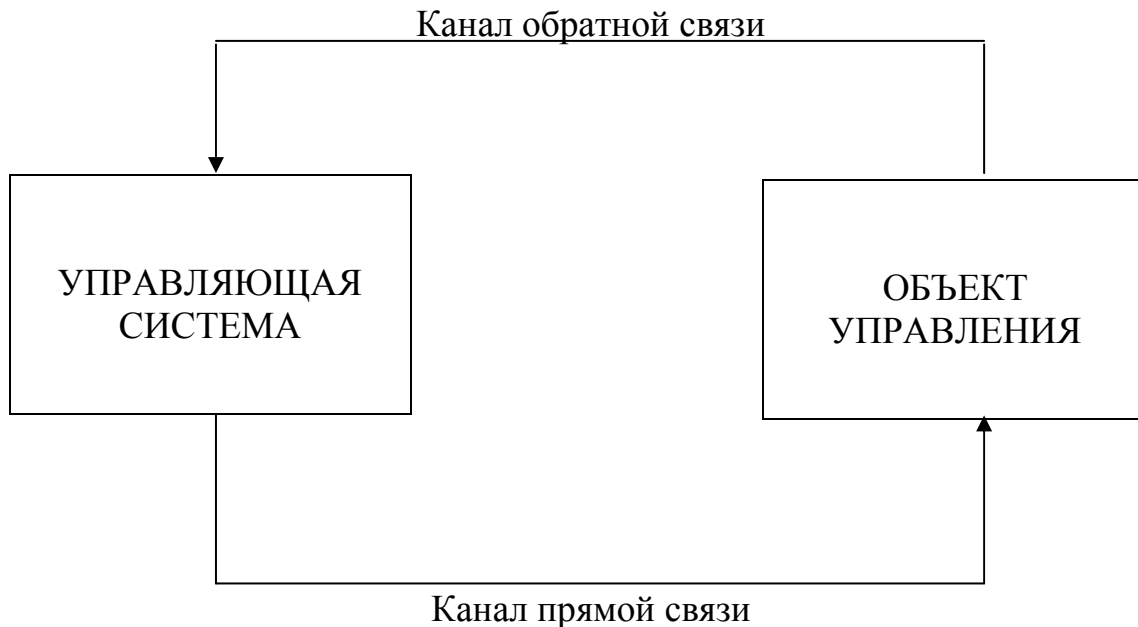 Канал обратной связи
УПРАВЛЯЮЩАЯ
СИСТЕМА
ОБЪЕКТ
УПРАВЛЕНИЯ
Канал прямой связи